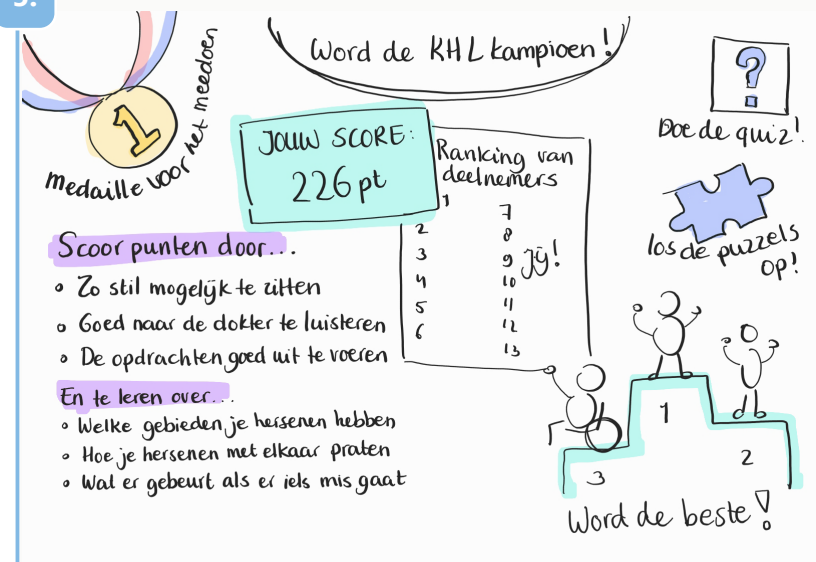 3.
Word de KHL kampioen!
1
Medaille voor het meedoen
JOUW SCORE:
226 pt
Ranking van
deelnemers
1
2
3
4
5
6
7
8
9 Jij!
10
11
12
13
?
Doe de quiz!
los de puzzels
op!
Scoor punten door...
• Zo stil mogelijk te zitten
• Goed naar de dokter te luisteren
• De opdrachten goed uit te voeren
En te leren over...
• Welke gebieden je hersenen hebben
• Hoe je hersenen met elkaar praten
• Wat er gebeurt als er iets mis gaat
1
2
3
Word de beste!